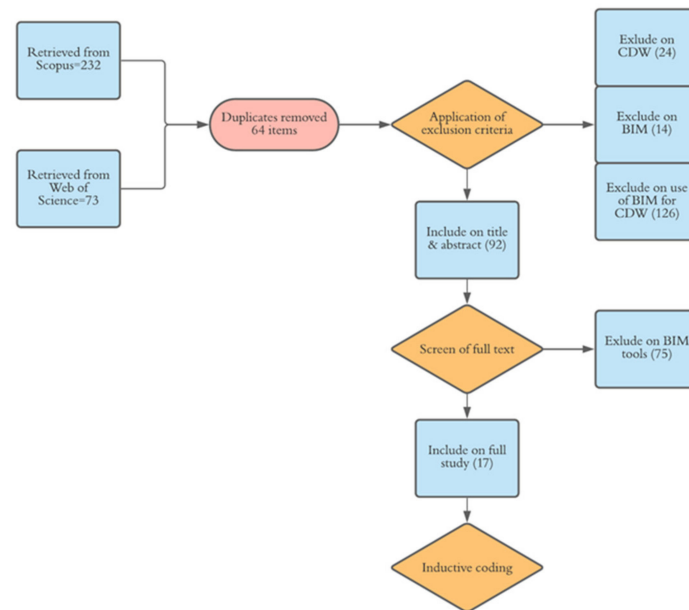 Retrieved from
Scopus=232
Retrieved from
Web of
Science=73
Duplicates removed
64 items
Application of
exclusion criteria
Exlude on
CDW (24)
Exclude on
BIM (14)
Exclude on use
of BIM for
CDW (126)
Include on title
& abstract (92)
Screen of full text
Exlude on BIM
tools (75)
Include on full
study (17)
Inductive coding